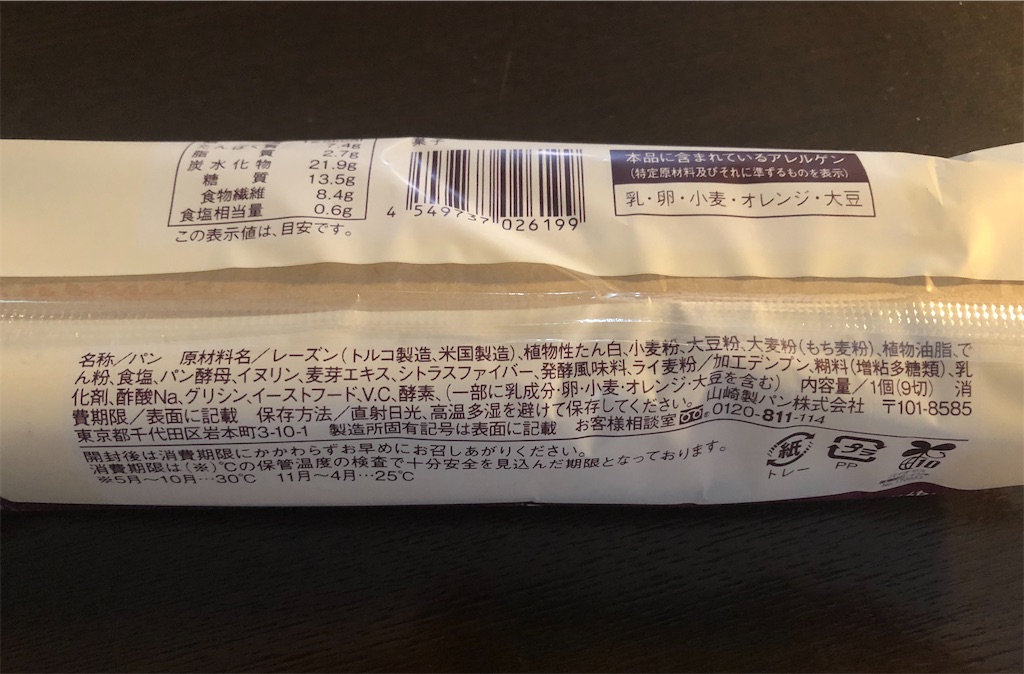 7.4g
脂質 2.7g
炭水化物 21.9g
糖質 13.5g
食物繊維 8.4g
食塩相当量 0.6g
この表示値は、目安です。
菓子
4 549737 026199
本品に含まれているアレルゲン
(特定原材料及びそれに準ずるものを表示)
乳・卵・小麦・オレンジ・大豆
名称/パン 原材料名/レーズン(トルコ製造、米国製造)、植物性たん白、小麦粉、大豆粉、大麦粉(もち麦粉)、植物油脂、で
ん粉、食塩、パン酵母、イヌリン、麦芽エキス、シトラスファイバー、発酵風味料、ライ麦粉/加工デンプン、糊料(増粘多糖類)、乳
化剤、酢酸Na、グリシン、イーストフード、V.C、酵素、(一部に乳成分・卵・小麦・オレンジ・大豆を含む) 内容量/1個(9切) 消
費期限/表面に記載 保存方法/直射日光、高温多湿を避けて保存してください。山崎製パン株式会社 〒101-8585
東京都千代田区岩本町3-10-1 製造所固有記号は表面に記載 お客様相談室 0120-811-114
開封後は消費期限にかかわらずお早めにお召しあがりください。
消費期限は(※)℃の保管温度の検査で十分安全を見込んだ期限となっております。
※5月〜10月…30℃ 11月〜4月…25℃
紙
トレー
プラ
PP